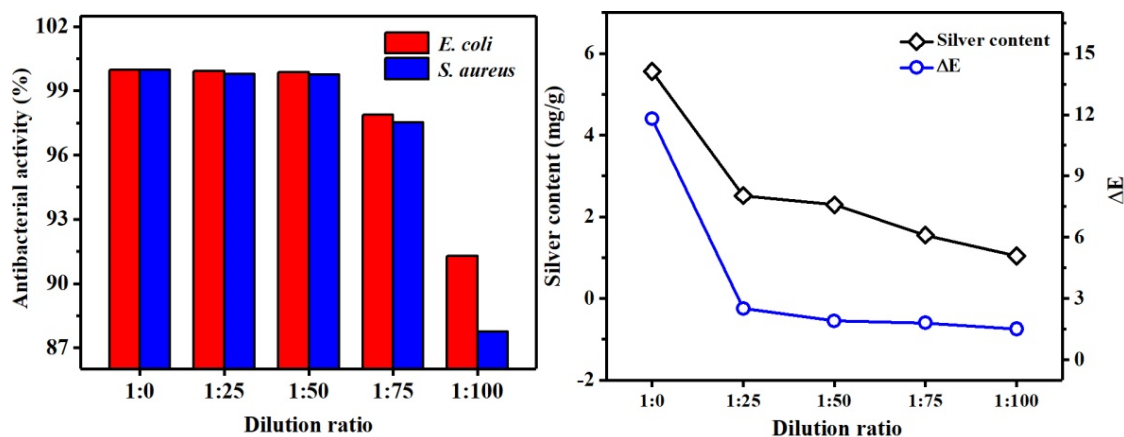 102
99
96
93
90
87
Antibacterial activity (%)
E. coli
S. aureus
1:0 1:25 1:50 1:75 1:100
Dilution ratio
6
4
2
0
-2
Silver content (mg/g)
Silver content
ΔE
15
12
9
6
3
0
ΔE
1:0 1:25 1:50 1:75 1:100
Dilution ratio